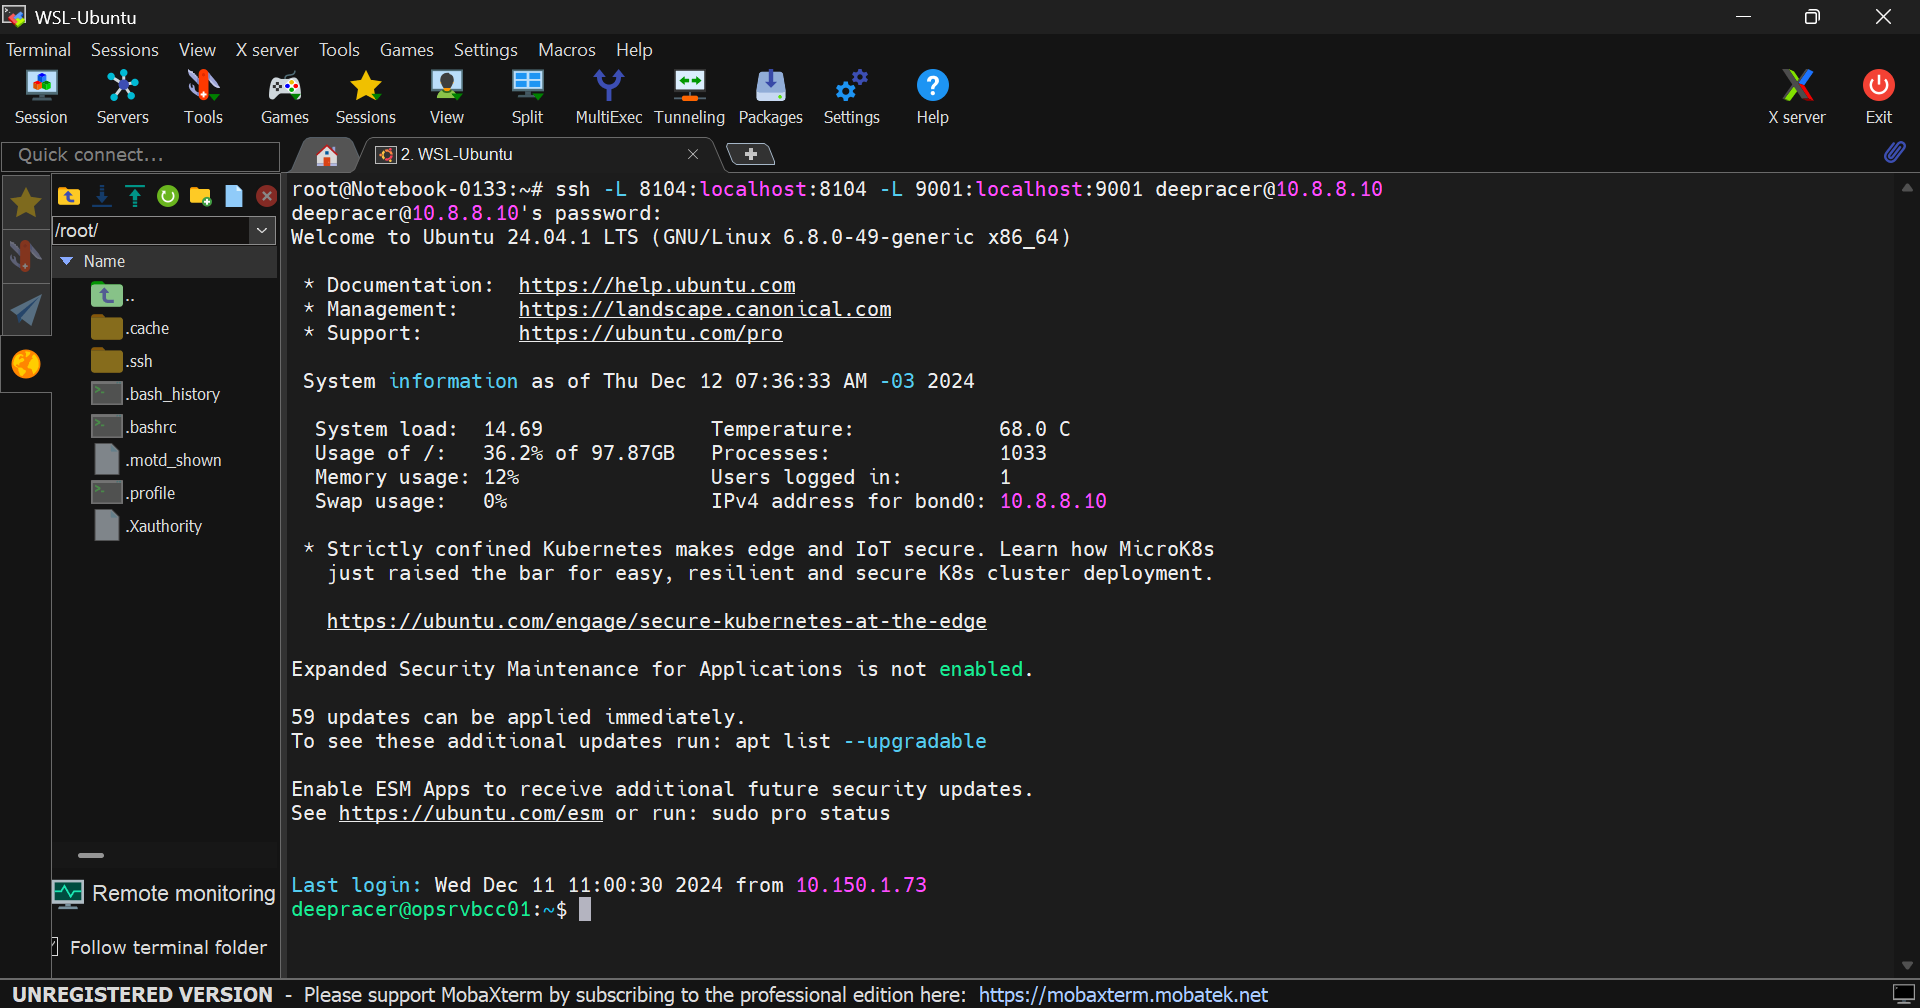 WSL-Ubuntu
Terminal Sessions View X server Tools Games Settings Macros Help
Session Servers Tools Games Sessions View Split MultiExec Tunneling Packages Settings Help X server Exit
Quick connect...
2. WSL-Ubuntu
/root/
Name
..
.cache
.ssh
.bash_history
.bashrc
.motd_shown
.profile
.Xauthority
Remote monitoring
Follow terminal folder
root@Notebook-0133:~# ssh -L 8104:localhost:8104 -L 9001:localhost:9001 deepracer@10.8.8.10
deepracer@10.8.8.10's password:
Welcome to Ubuntu 24.04.1 LTS (GNU/Linux 6.8.0-49-generic x86_64)
* Documentation: https://help.ubuntu.com
* Management: https://landscape.canonical.com
* Support: https://ubuntu.com/pro
System information as of Thu Dec 12 07:36:33 AM -03 2024
System load: 14.69 Temperature: 68.0 C
Usage of /: 36.2% of 97.87GB Processes: 1033
Memory usage: 12% Users logged in: 1
Swap usage: 0% IPv4 address for bond0: 10.8.8.10
* Strictly confined Kubernetes makes edge and IoT secure. Learn how MicroK8s
just raised the bar for easy, resilient and secure K8s cluster deployment.
https://ubuntu.com/engage/secure-kubernetes-at-the-edge
Expanded Security Maintenance for Applications is not enabled.
59 updates can be applied immediately.
To see these additional updates run: apt list --upgradable
Enable ESM Apps to receive additional future security updates.
See https://ubuntu.com/esm or run: sudo pro status
Last login: Wed Dec 11 11:00:30 2024 from 10.150.1.73
deepracer@opsrvbcc01:~$
UNREGISTERED VERSION - Please support MobaXterm by subscribing to the professional edition here: https://mobaxterm.mobatek.net